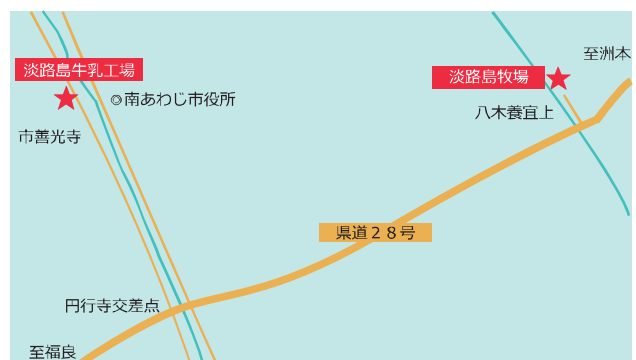 至洲本
淡路島牛乳工場
淡路島牧場
◎南あわじ市役所
八木養宜上
市善光寺
県道28号
円行寺交差点
至福良